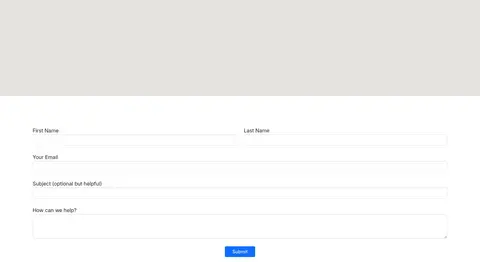 First Name
Last Name
Your Email
Subject (optional but helpful)
How can we help?
Submit